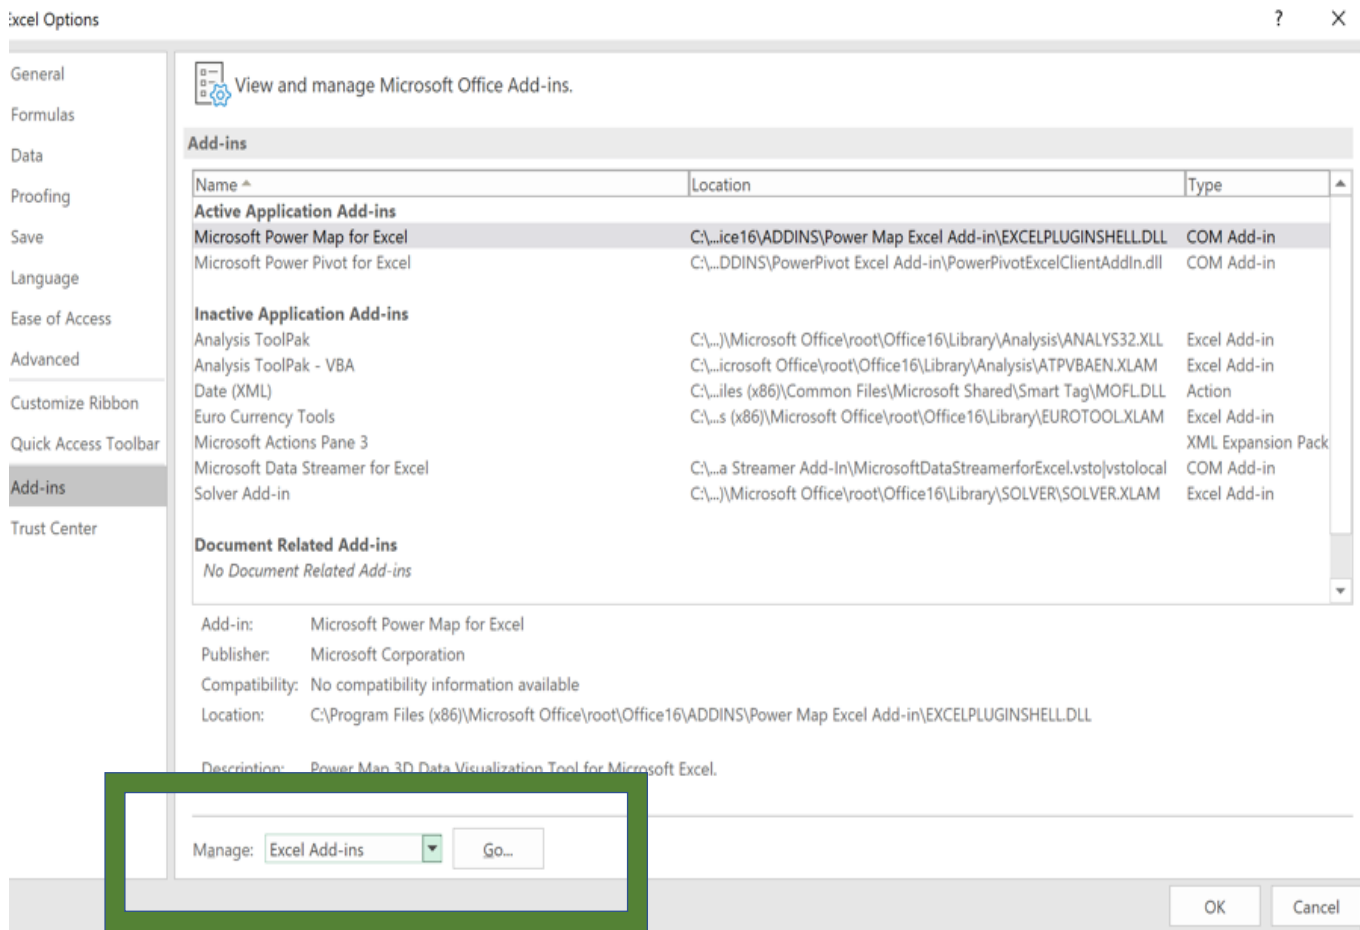 Excel Options ?
General
Formulas
Data
Proofing
Save
Language
Ease of Access
Advanced
Customize Ribbon
Quick Access Toolbar
Add-ins
Trust Center
View and manage Microsoft Office Add-ins.
Add-ins
Name Location Type
Active Application Add-ins
Microsoft Power Map for Excel C:\...ice16\ADDINS\Power Map Excel Add-in\EXCELPLUGINSHELL.DLL COM Add-in
Microsoft Power Pivot for Excel C:\...DDINS\PowerPivot Excel Add-in\PowerPivotExcelClientAddIn.dll COM Add-in
Inactive Application Add-ins
Analysis ToolPak C:\...)\Microsoft Office\root\Office16\Library\Analysis\ANALYS32.XLL Excel Add-in
Analysis ToolPak - VBA C:\...icrosoft Office\root\Office16\Library\Analysis\ATPVBAEN.XLAM Excel Add-in
Date (XML) C:\...iles (x86)\Common Files\Microsoft Shared\Smart Tag\MOFL.DLL Action
Euro Currency Tools C:\...s (x86)\Microsoft Office\root\Office16\Library\EUROTOOL.XLAM Excel Add-in
Microsoft Actions Pane 3 XML Expansion Pack
Microsoft Data Streamer for Excel C:\...a Streamer Add-In\MicrosoftDataStreamerforExcel.vsto|vstolocal COM Add-in
Solver Add-in C:\...)\Microsoft Office\root\Office16\Library\SOLVER\SOLVER.XLAM Excel Add-in
Document Related Add-ins
No Document Related Add-ins
Add-in: Microsoft Power Map for Excel
Publisher: Microsoft Corporation
Compatibility: No compatibility information available
Location: C:\Program Files (x86)\Microsoft Office\root\Office16\ADDINS\Power Map Excel Add-in\EXCELPLUGINSHELL.DLL
Description: Power Map 3D Data Visualization Tool for Microsoft Excel.
Manage: Excel Add-ins Go...
OK Cancel